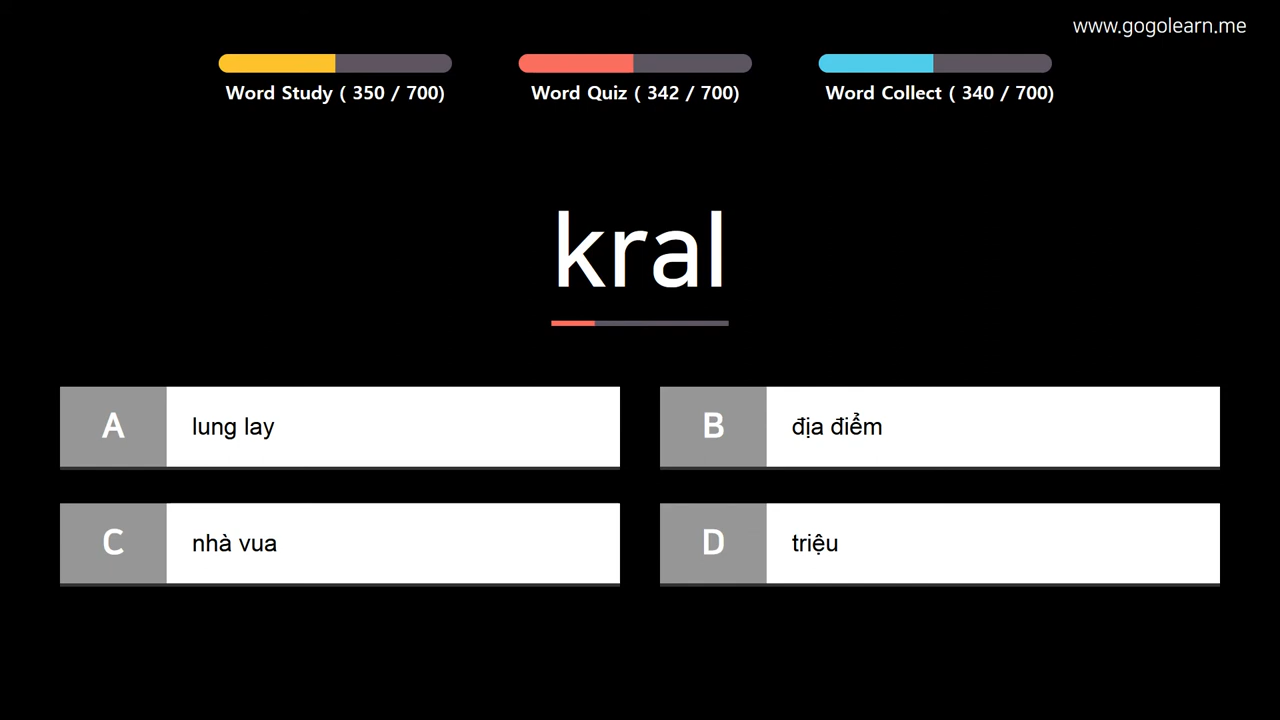 www.gogolearn.me
Word Study ( 350 / 700)
Word Quiz ( 342 / 700)
Word Collect ( 340 / 700)
kral
A lung lay
B địa điểm
C nhà vua
D triệu